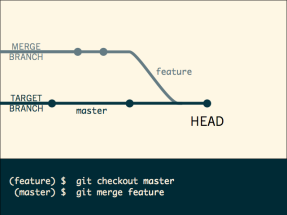 MERGE
BRANCH
feature
TARGET
BRANCH
master
HEAD
(feature) $ git checkout master
(master) $ git merge feature